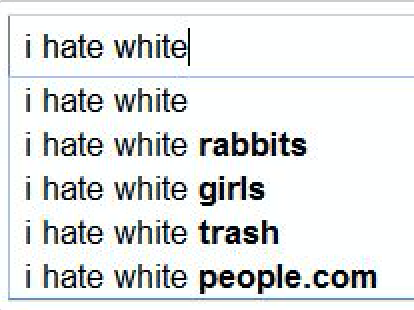 i hate white
i hate white
i hate white rabbits
i hate white girls
i hate white trash
i hate white people.com